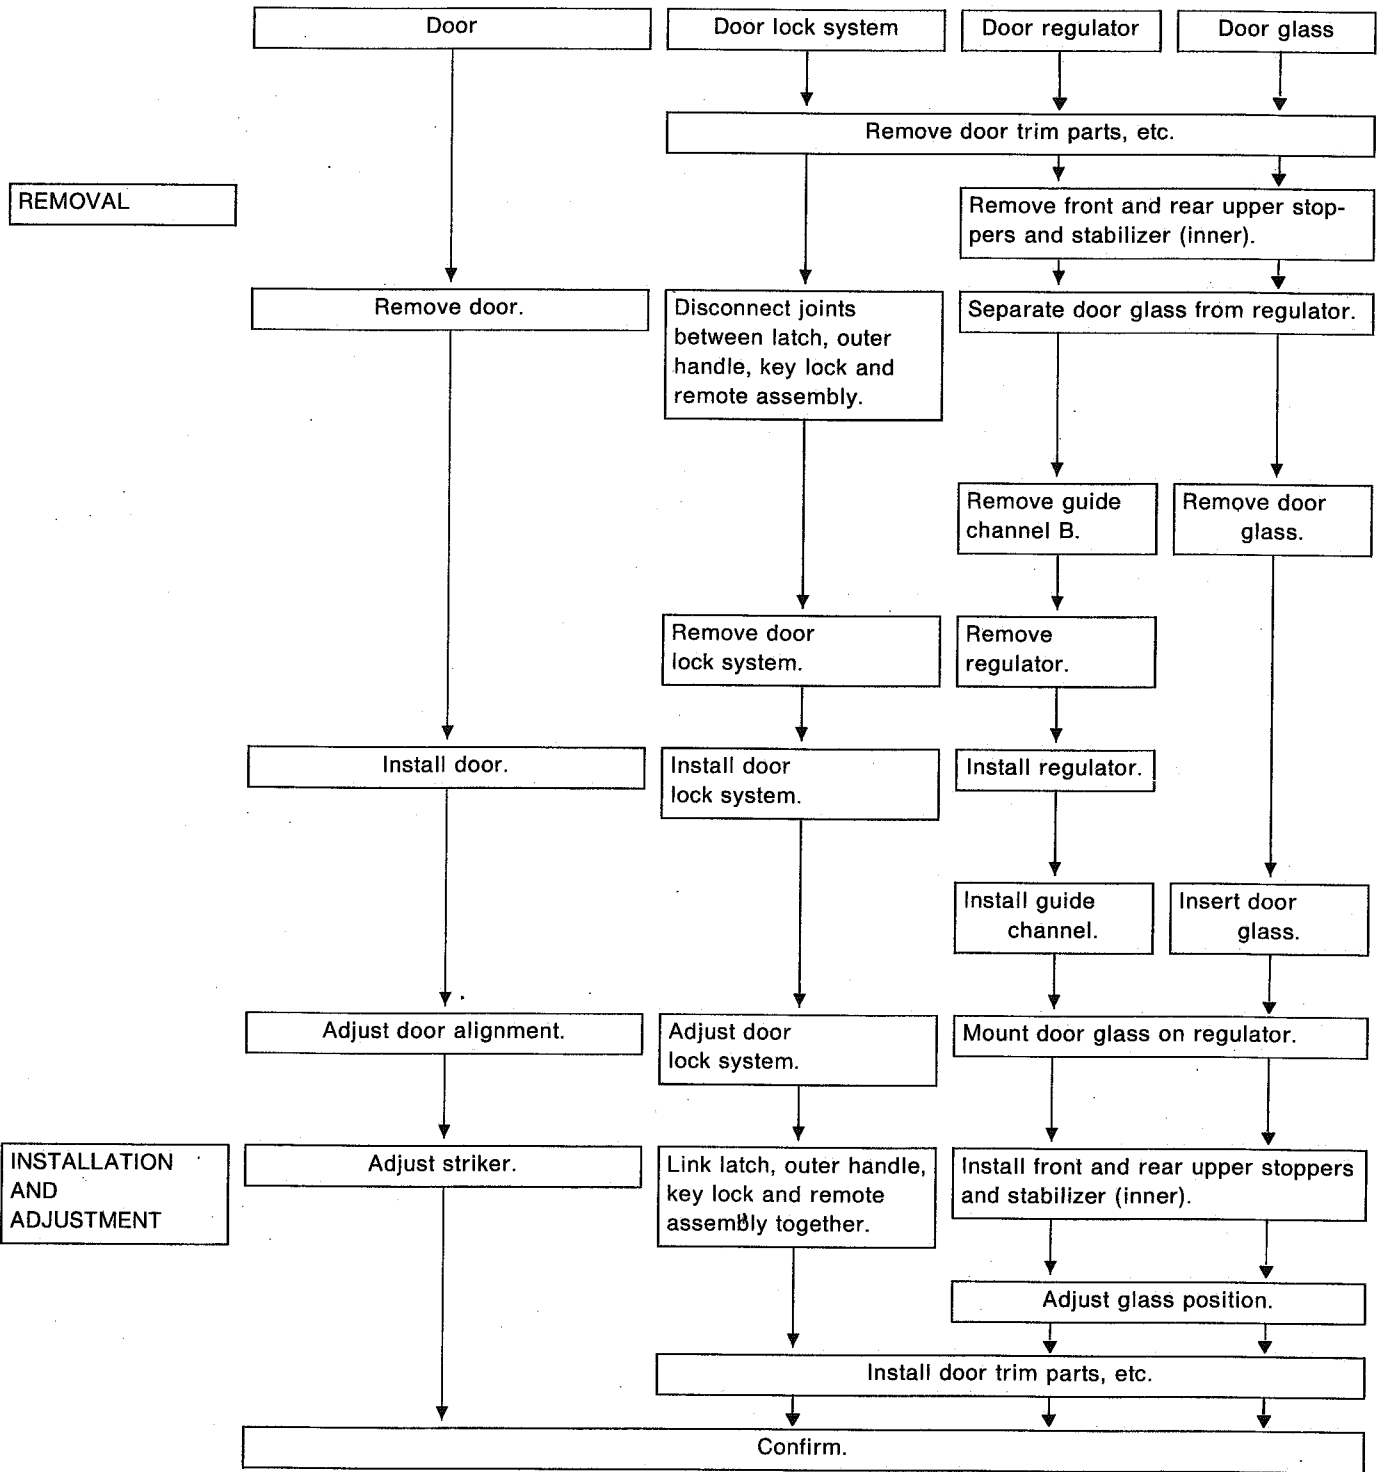 Door
Door lock system
Door regulator
Door glass
Remove door trim parts, etc.
REMOVAL
Remove front and rear upper stop-
pers and stabilizer (inner).
Remove door.
Disconnect joints
between latch, outer
handle, key lock and
remote assembly.
Separate door glass from regulator.
Remove guide
channel B.
Remove door
glass.
Remove door
lock system.
Remove
regulator.
Install door.
Install door
lock system.
Install regulator.
Install guide
channel.
Insert door
glass.
Adjust door alignment.
Adjust door
lock system.
Mount door glass on regulator.
INSTALLATION
AND
ADJUSTMENT
Adjust striker.
Link latch, outer handle,
key lock and remote
assembly together.
Install front and rear upper stoppers
and stabilizer (inner).
Adjust glass position.
Install door trim parts, etc.
Confirm.